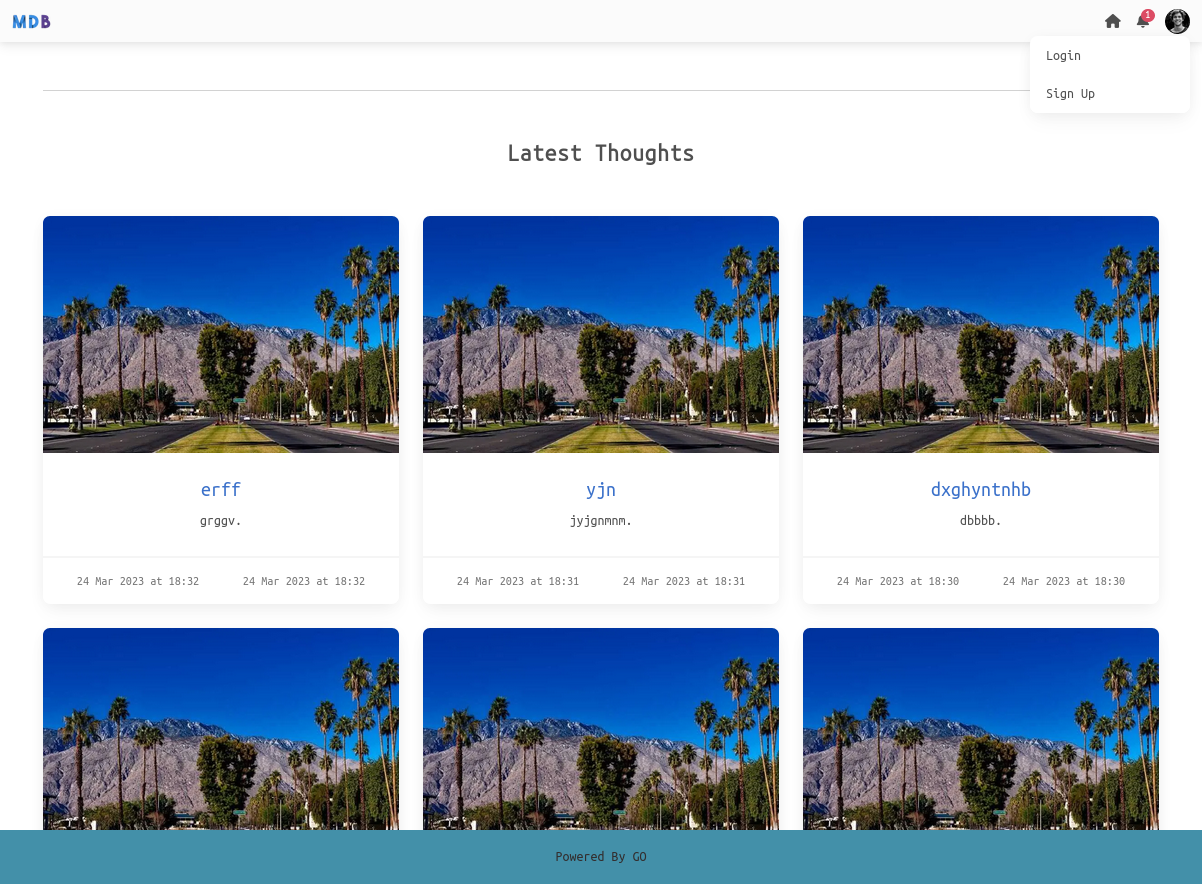 MDB
1
Login
Sign Up
Latest Thoughts
erff
grggv.
24 Mar 2023 at 18:32 24 Mar 2023 at 18:32
yjn
jyjgnmnm.
24 Mar 2023 at 18:31 24 Mar 2023 at 18:31
dxghyntnhb
dbbbb.
24 Mar 2023 at 18:30 24 Mar 2023 at 18:30
Powered By GO